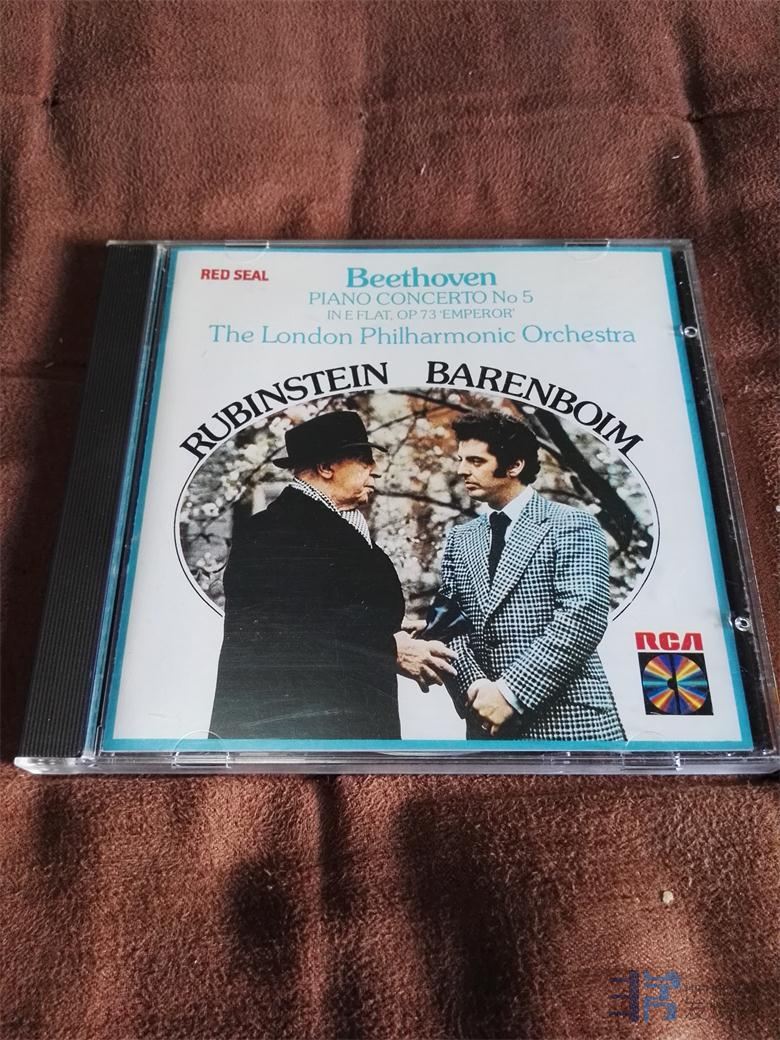 RED SEAL
Beethoven
PIANO CONCERTO No 5
IN E FLAT, OP 73 'EMPEROR'
The London Philharmonic Orchestra
RUBINSTEIN BARENBOIM
RCA